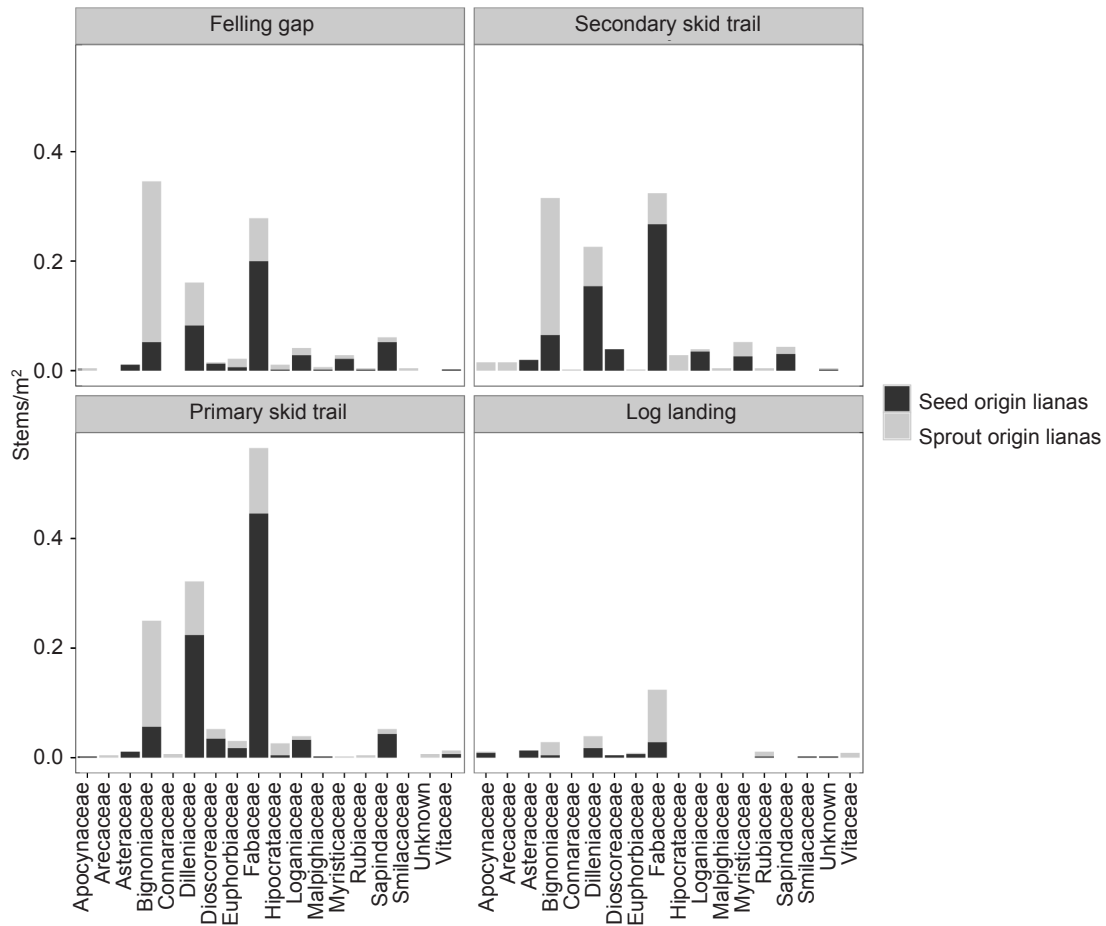 Felling gap
Secondary skid trail
0.4
0.2
0.0
Stems/m²
Primary skid trail
Log landing
Seed origin lianas
Sprout origin lianas
0.4
0.2
0.0
Apocynaceae
Arecaceae
Asteraceae
Bignoniaceae
Connaraceae
Dilleniaceae
Dioscoreaceae
Euphorbiaceae
Fabaceae
Hipocrataceae
Loganiaceae
Malpighiaceae
Myristicaceae
Rubiaceae
Sapindaceae
Smilacaceae
Unknown
Vitaceae
Apocynaceae
Arecaceae
Asteraceae
Bignoniaceae
Connaraceae
Dilleniaceae
Dioscoreaceae
Euphorbiaceae
Fabaceae
Hipocrataceae
Loganiaceae
Malpighiaceae
Myristicaceae
Rubiaceae
Sapindaceae
Smilacaceae
Unknown
Vitaceae